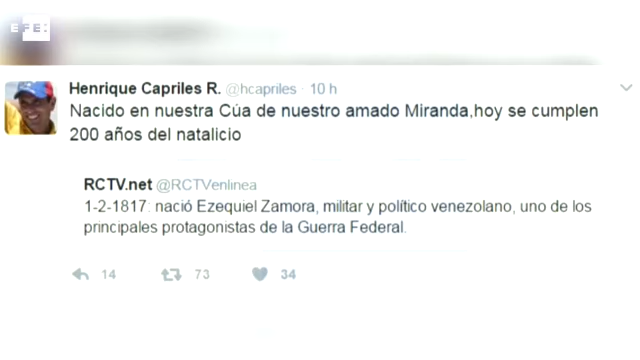 EFE:
Henrique Capriles R. @hcapriles · 10 h
Nacido en nuestra Cúa de nuestro amado Miranda,hoy se cumplen
200 años del natalicio
RCTV.net @RCTVenlinea
1-2-1817: nació Ezequiel Zamora, militar y político venezolano, uno de los
principales protagonistas de la Guerra Federal.
14 73 34